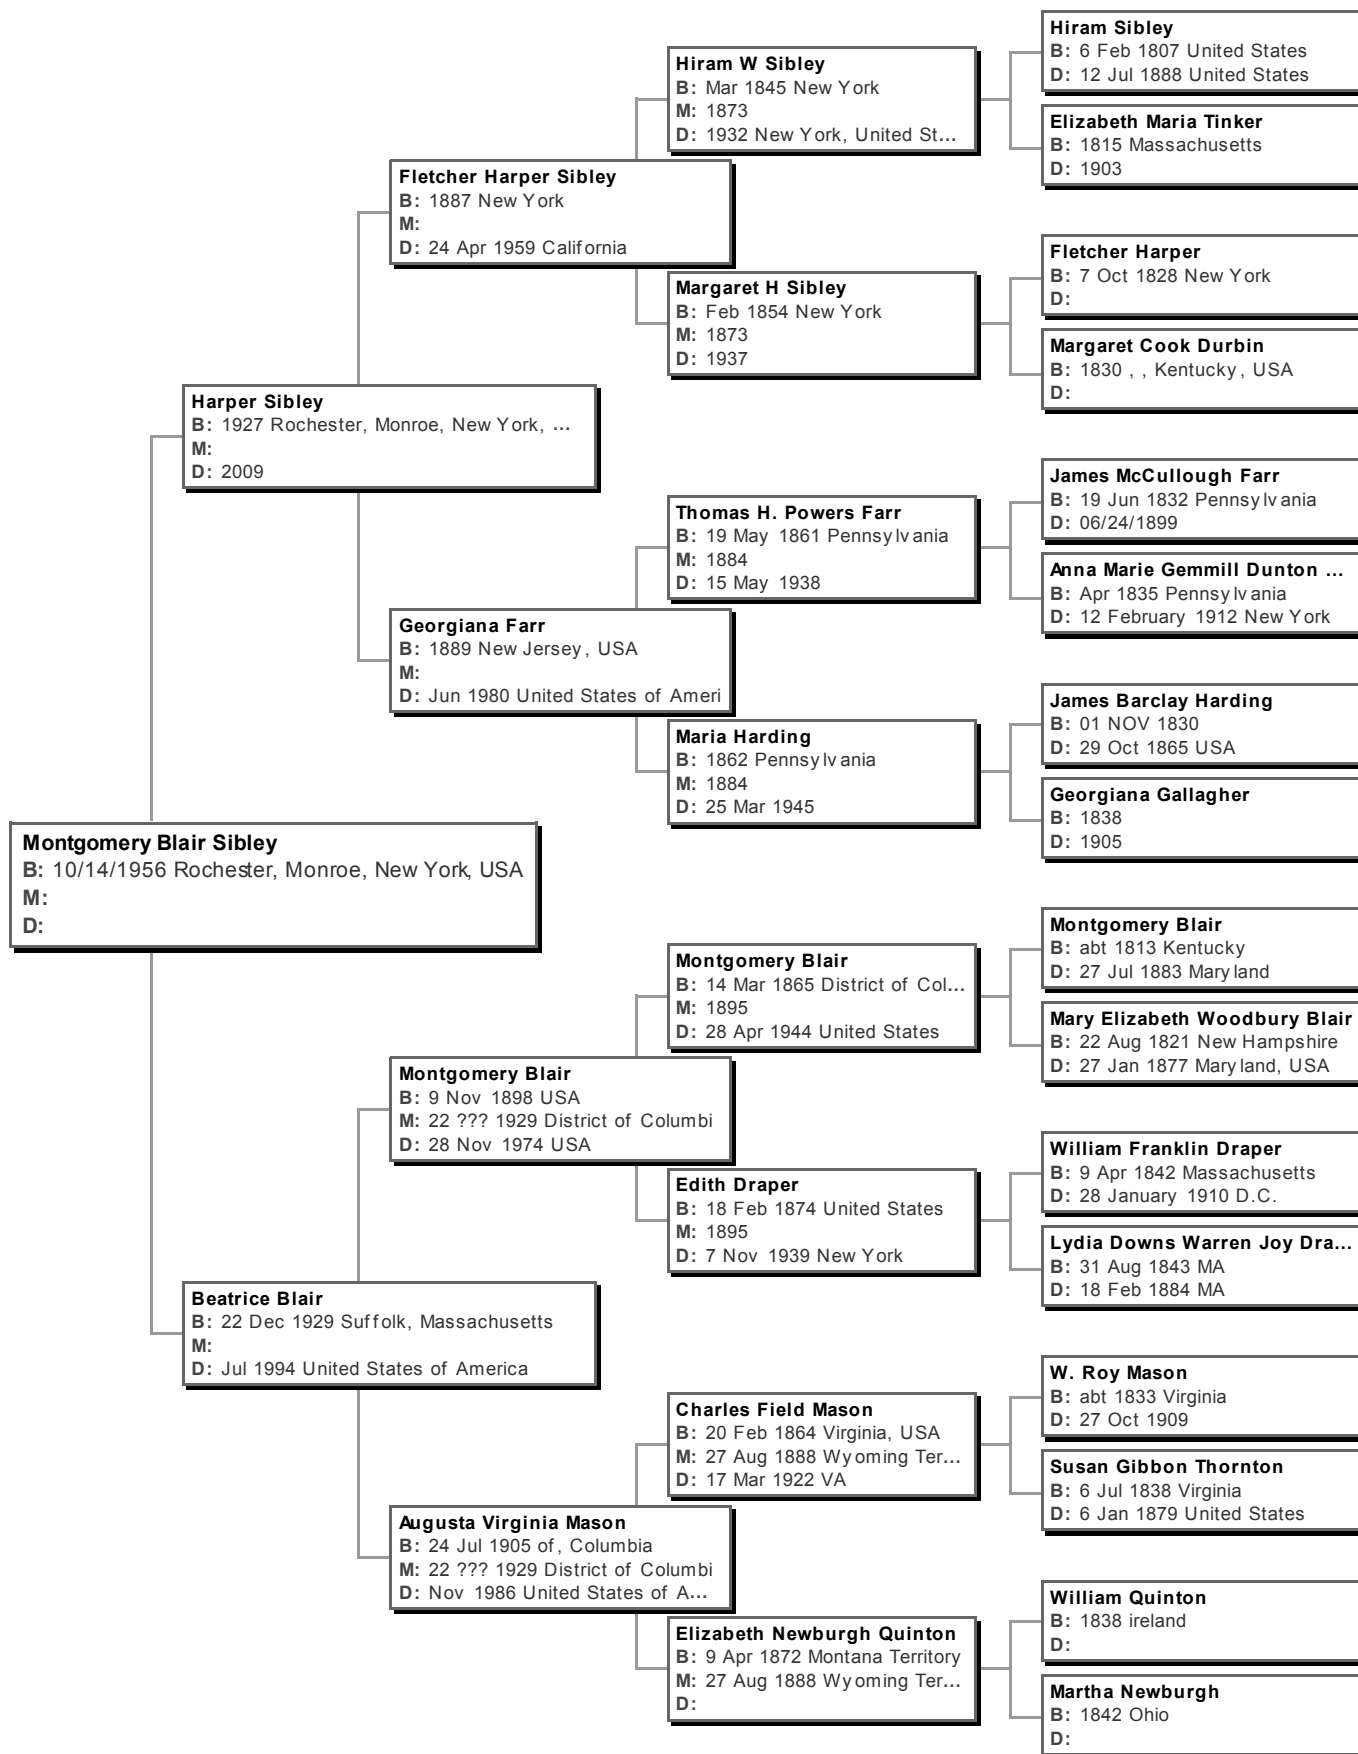 Hiram Sibley
B: 6 Feb 1807 United States
D: 12 Jul 1888 United States
Hiram W Sibley
B: Mar 1845 New York
M: 1873
D: 1932 New York, United St...
Elizabeth Maria Tinker
B: 1815 Massachusetts
D: 1903
Fletcher Harper Sibley
B: 1887 New York
M:
D: 24 Apr 1959 California
Fletcher Harper
B: 7 Oct 1828 New York
D:
Margaret H Sibley
B: Feb 1854 New York
M: 1873
D: 1937
Margaret Cook Durbin
B: 1830 , , Kentucky, USA
D:
Harper Sibley
B: 1927 Rochester, Monroe, New York, ...
M:
D: 2009
James McCullough Farr
B: 19 Jun 1832 Pennsylvania
D: 06/24/1899
Thomas H. Powers Farr
B: 19 May 1861 Pennsylvania
M: 1884
D: 15 May 1938
Anna Marie Gemmill Dunton ...
B: Apr 1835 Pennsylvania
D: 12 February 1912 New York
Georgiana Farr
B: 1889 New Jersey, USA
M:
D: Jun 1980 United States of Ameri
James Barclay Harding
B: 01 NOV 1830
D: 29 Oct 1865 USA
Maria Harding
B: 1862 Pennsylvania
M: 1884
D: 25 Mar 1945
Georgiana Gallagher
B: 1838
D: 1905
Montgomery Blair Sibley
B: 10/14/1956 Rochester, Monroe, New York, USA
M:
D:
Montgomery Blair
B: abt 1813 Kentucky
D: 27 Jul 1883 Maryland
Montgomery Blair
B: 14 Mar 1865 District of Col...
M: 1895
D: 28 Apr 1944 United States
Mary Elizabeth Woodbury Blair
B: 22 Aug 1821 New Hampshire
D: 27 Jan 1877 Maryland, USA
Montgomery Blair
B: 9 Nov 1898 USA
M: 22 ??? 1929 District of Columbi
D: 28 Nov 1974 USA
William Franklin Draper
B: 9 Apr 1842 Massachusetts
D: 28 January 1910 D.C.
Edith Draper
B: 18 Feb 1874 United States
M: 1895
D: 7 Nov 1939 New York
Lydia Downs Warren Joy Dra...
B: 31 Aug 1843 MA
D: 18 Feb 1884 MA
Beatrice Blair
B: 22 Dec 1929 Suffolk, Massachusetts
M:
D: Jul 1994 United States of America
W. Roy Mason
B: abt 1833 Virginia
D: 27 Oct 1909
Charles Field Mason
B: 20 Feb 1864 Virginia, USA
M: 27 Aug 1888 Wyoming Ter...
D: 17 Mar 1922 VA
Susan Gibbon Thornton
B: 6 Jul 1838 Virginia
D: 6 Jan 1879 United States
Augusta Virginia Mason
B: 24 Jul 1905 of, Columbia
M: 22 ??? 1929 District of Columbi
D: Nov 1986 United States of A...
William Quinton
B: 1838 ireland
D:
Elizabeth Newburgh Quinton
B: 9 Apr 1872 Montana Territory
M: 27 Aug 1888 Wyoming Ter...
D:
Martha Newburgh
B: 1842 Ohio
D: